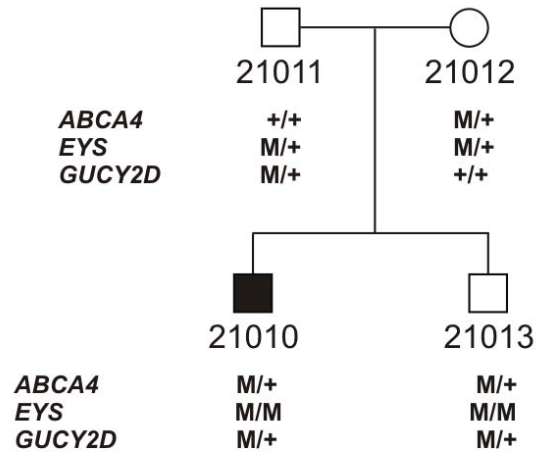 21011 21012
ABCA4 +/+ M/+
EYS M/+ M/+
GUCY2D M/+ +/+
21010 21013
ABCA4 M/+ M/+
EYS M/M M/M
GUCY2D M/+ M/+